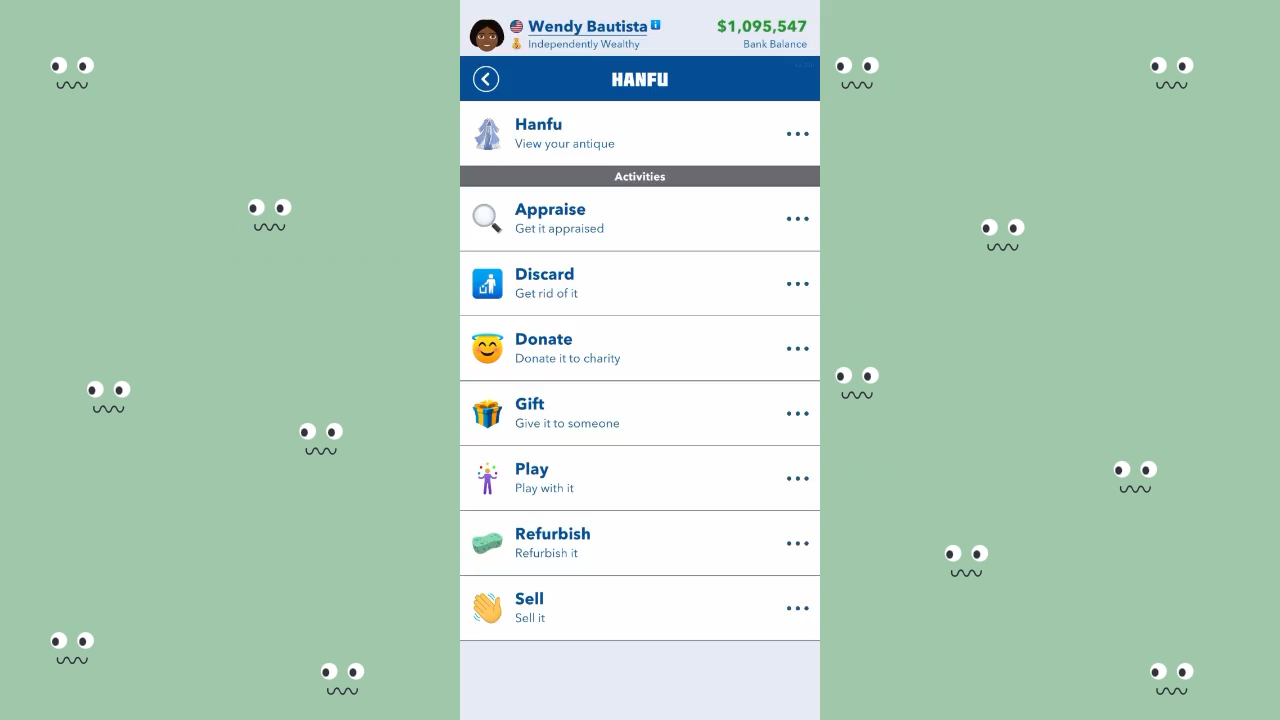 Wendy Bautista
Independently Wealthy
$1,095,547
Bank Balance
HANFU
Hanfu
View your antique
Activities
Appraise
Get it appraised
Discard
Get rid of it
Donate
Donate it to charity
Gift
Give it to someone
Play
Play with it
Refurbish
Refurbish it
Sell
Sell it